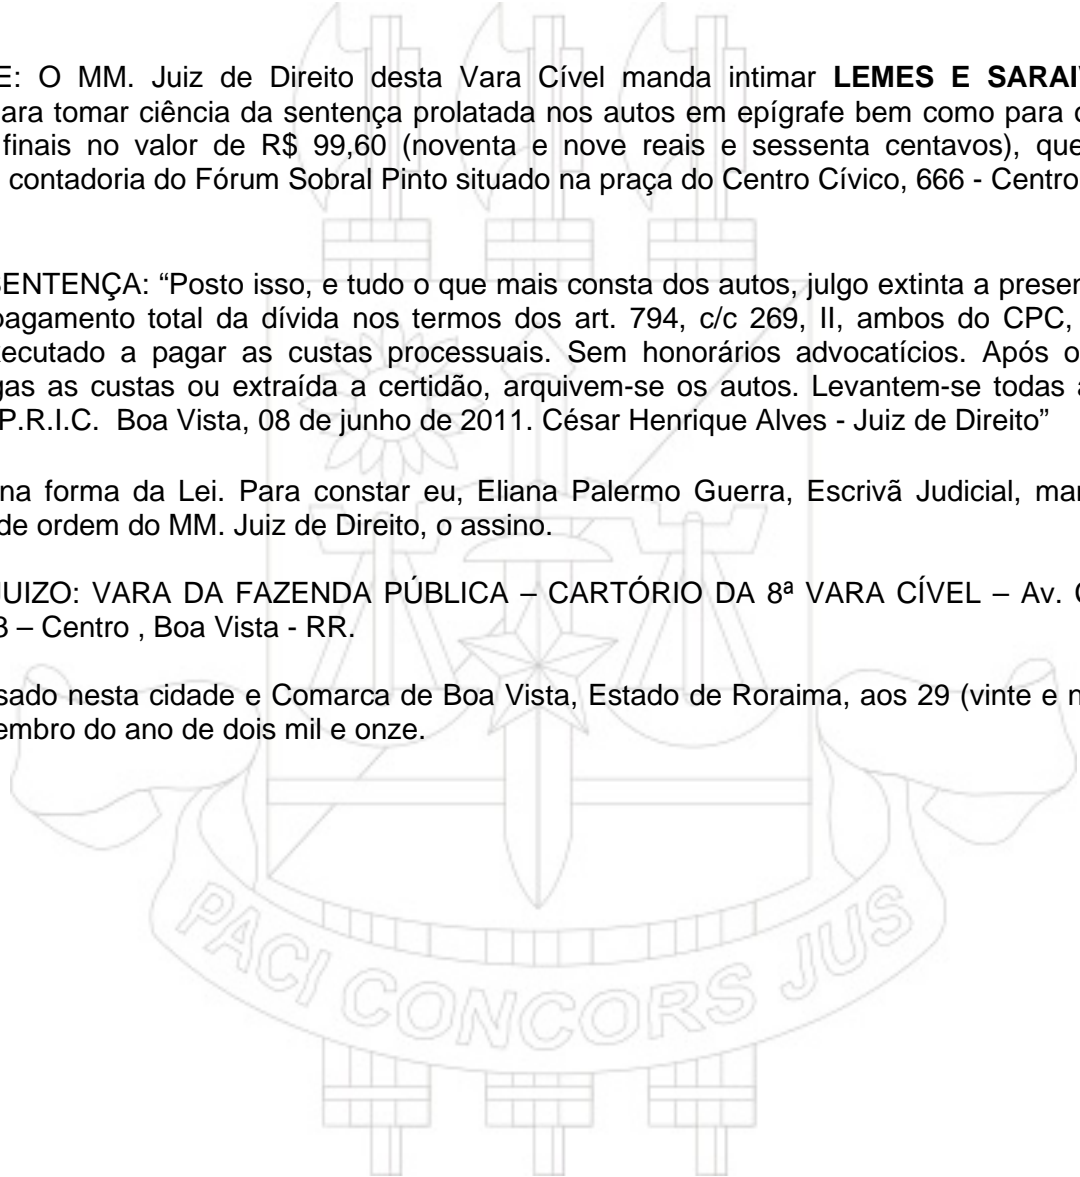 E: O MM. Juiz de Direito desta Vara Cível manda intimar LEMES E SARAI
ara tomar ciência da sentença prolatada nos autos em epígrafe bem como para
finais no valor de R$ 99,60 (noventa e nove reais e sessenta centavos), que
contadoria do Fórum Sobral Pinto situado na praça do Centro Cívico, 666 - Centro
SENTENÇA: “Posto isso, e tudo o que mais consta dos autos, julgo extinta a presen
pagamento total da dívida nos termos dos art. 794, c/c 269, II, ambos do CPC,
xecutado a pagar as custas processuais. Sem honorários advocatícios. Após o
gas as custas ou extraída a certidão, arquivem-se os autos. Levantem-se todas a
P.R.I.C. Boa Vista, 08 de junho de 2011. César Henrique Alves - Juiz de Direito”
na forma da Lei. Para constar eu, Eliana Palermo Guerra, Escrivã Judicial, mar
de ordem do MM. Juiz de Direito, o assino.
JUIZO: VARA DA FAZENDA PÚBLICA – CARTÓRIO DA 8ª VARA CÍVEL – Av.
3 – Centro , Boa Vista - RR.
sado nesta cidade e Comarca de Boa Vista, Estado de Roraima, aos 29 (vinte e n
embro do ano de dois mil e onze.
PACI CONCORS JUS